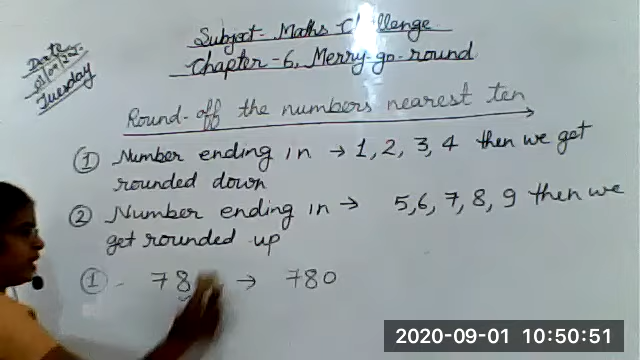 Subject- Maths Challenge
Chapter-6, Merry-go-round
Date
01/09/2020
Tuesday
Round-off the numbers nearest ten
① Number ending in → 1, 2, 3, 4 then we get
rounded down
② Number ending in → 5, 6, 7, 8, 9 then we
get rounded up
① - 78 → 780
2020-09-01 10:50:51